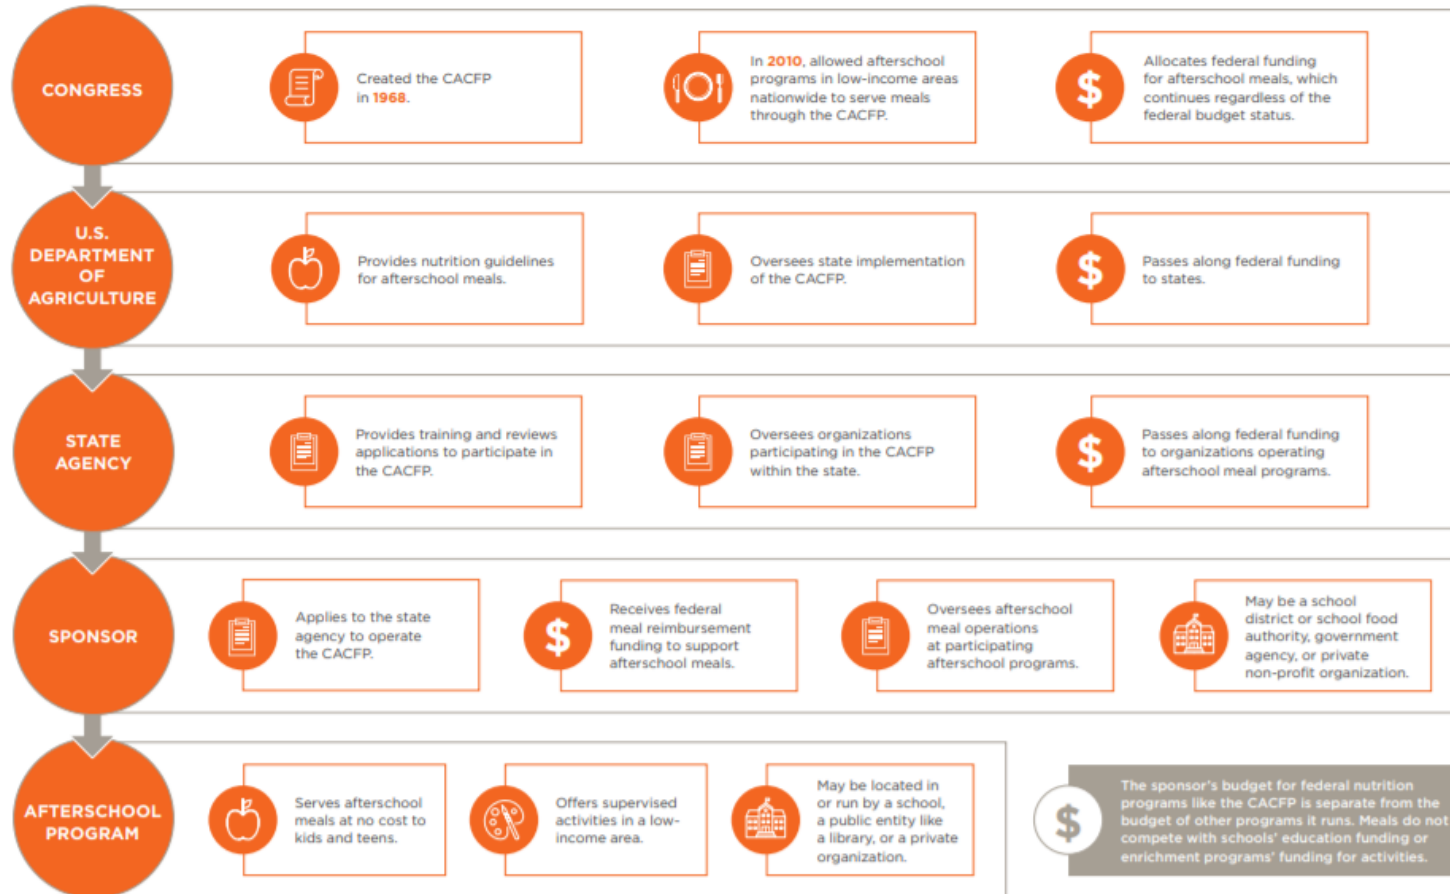 CONGRESS
Created the CACFP
in 1968.
In 2010, allowed afterschool
programs in low-income areas
nationwide to serve meals
through the CACFP.
$
Allocates federal funding
for afterschool meals, which
continues regardless of the
federal budget status.
U.S.
DEPARTMENT
OF
AGRICULTURE
Provides nutrition guidelines
for afterschool meals.
Oversees state implementation
of the CACFP.
$
Passes along federal funding
to states.
STATE
AGENCY
Provides training and reviews
applications to participate in
the CACFP.
Oversees organizations
participating in the CACFP
within the state.
$
Passes along federal funding
to organizations operating
afterschool meal programs.
SPONSOR
Applies to the state
agency to operate
the CACFP.
$
Receives federal
meal reimbursement
funding to support
afterschool meals.
Oversees afterschool
meal operations
at participating
afterschool programs.
May be a school
district or school food
authority, government
agency, or private
non-profit organization.
AFTERSCHOOL
PROGRAM
Serves afterschool
meals at no cost to
kids and teens.
Offers supervised
activities in a low-
income area.
May be located in
or run by a school,
a public entity like
a library, or a private
organization.
$
The sponsor's budget for federal nutrition
programs like the CACFP is separate from the
budget of other programs it runs. Meals do not
compete with schools' education funding or
enrichment programs' funding for activities.